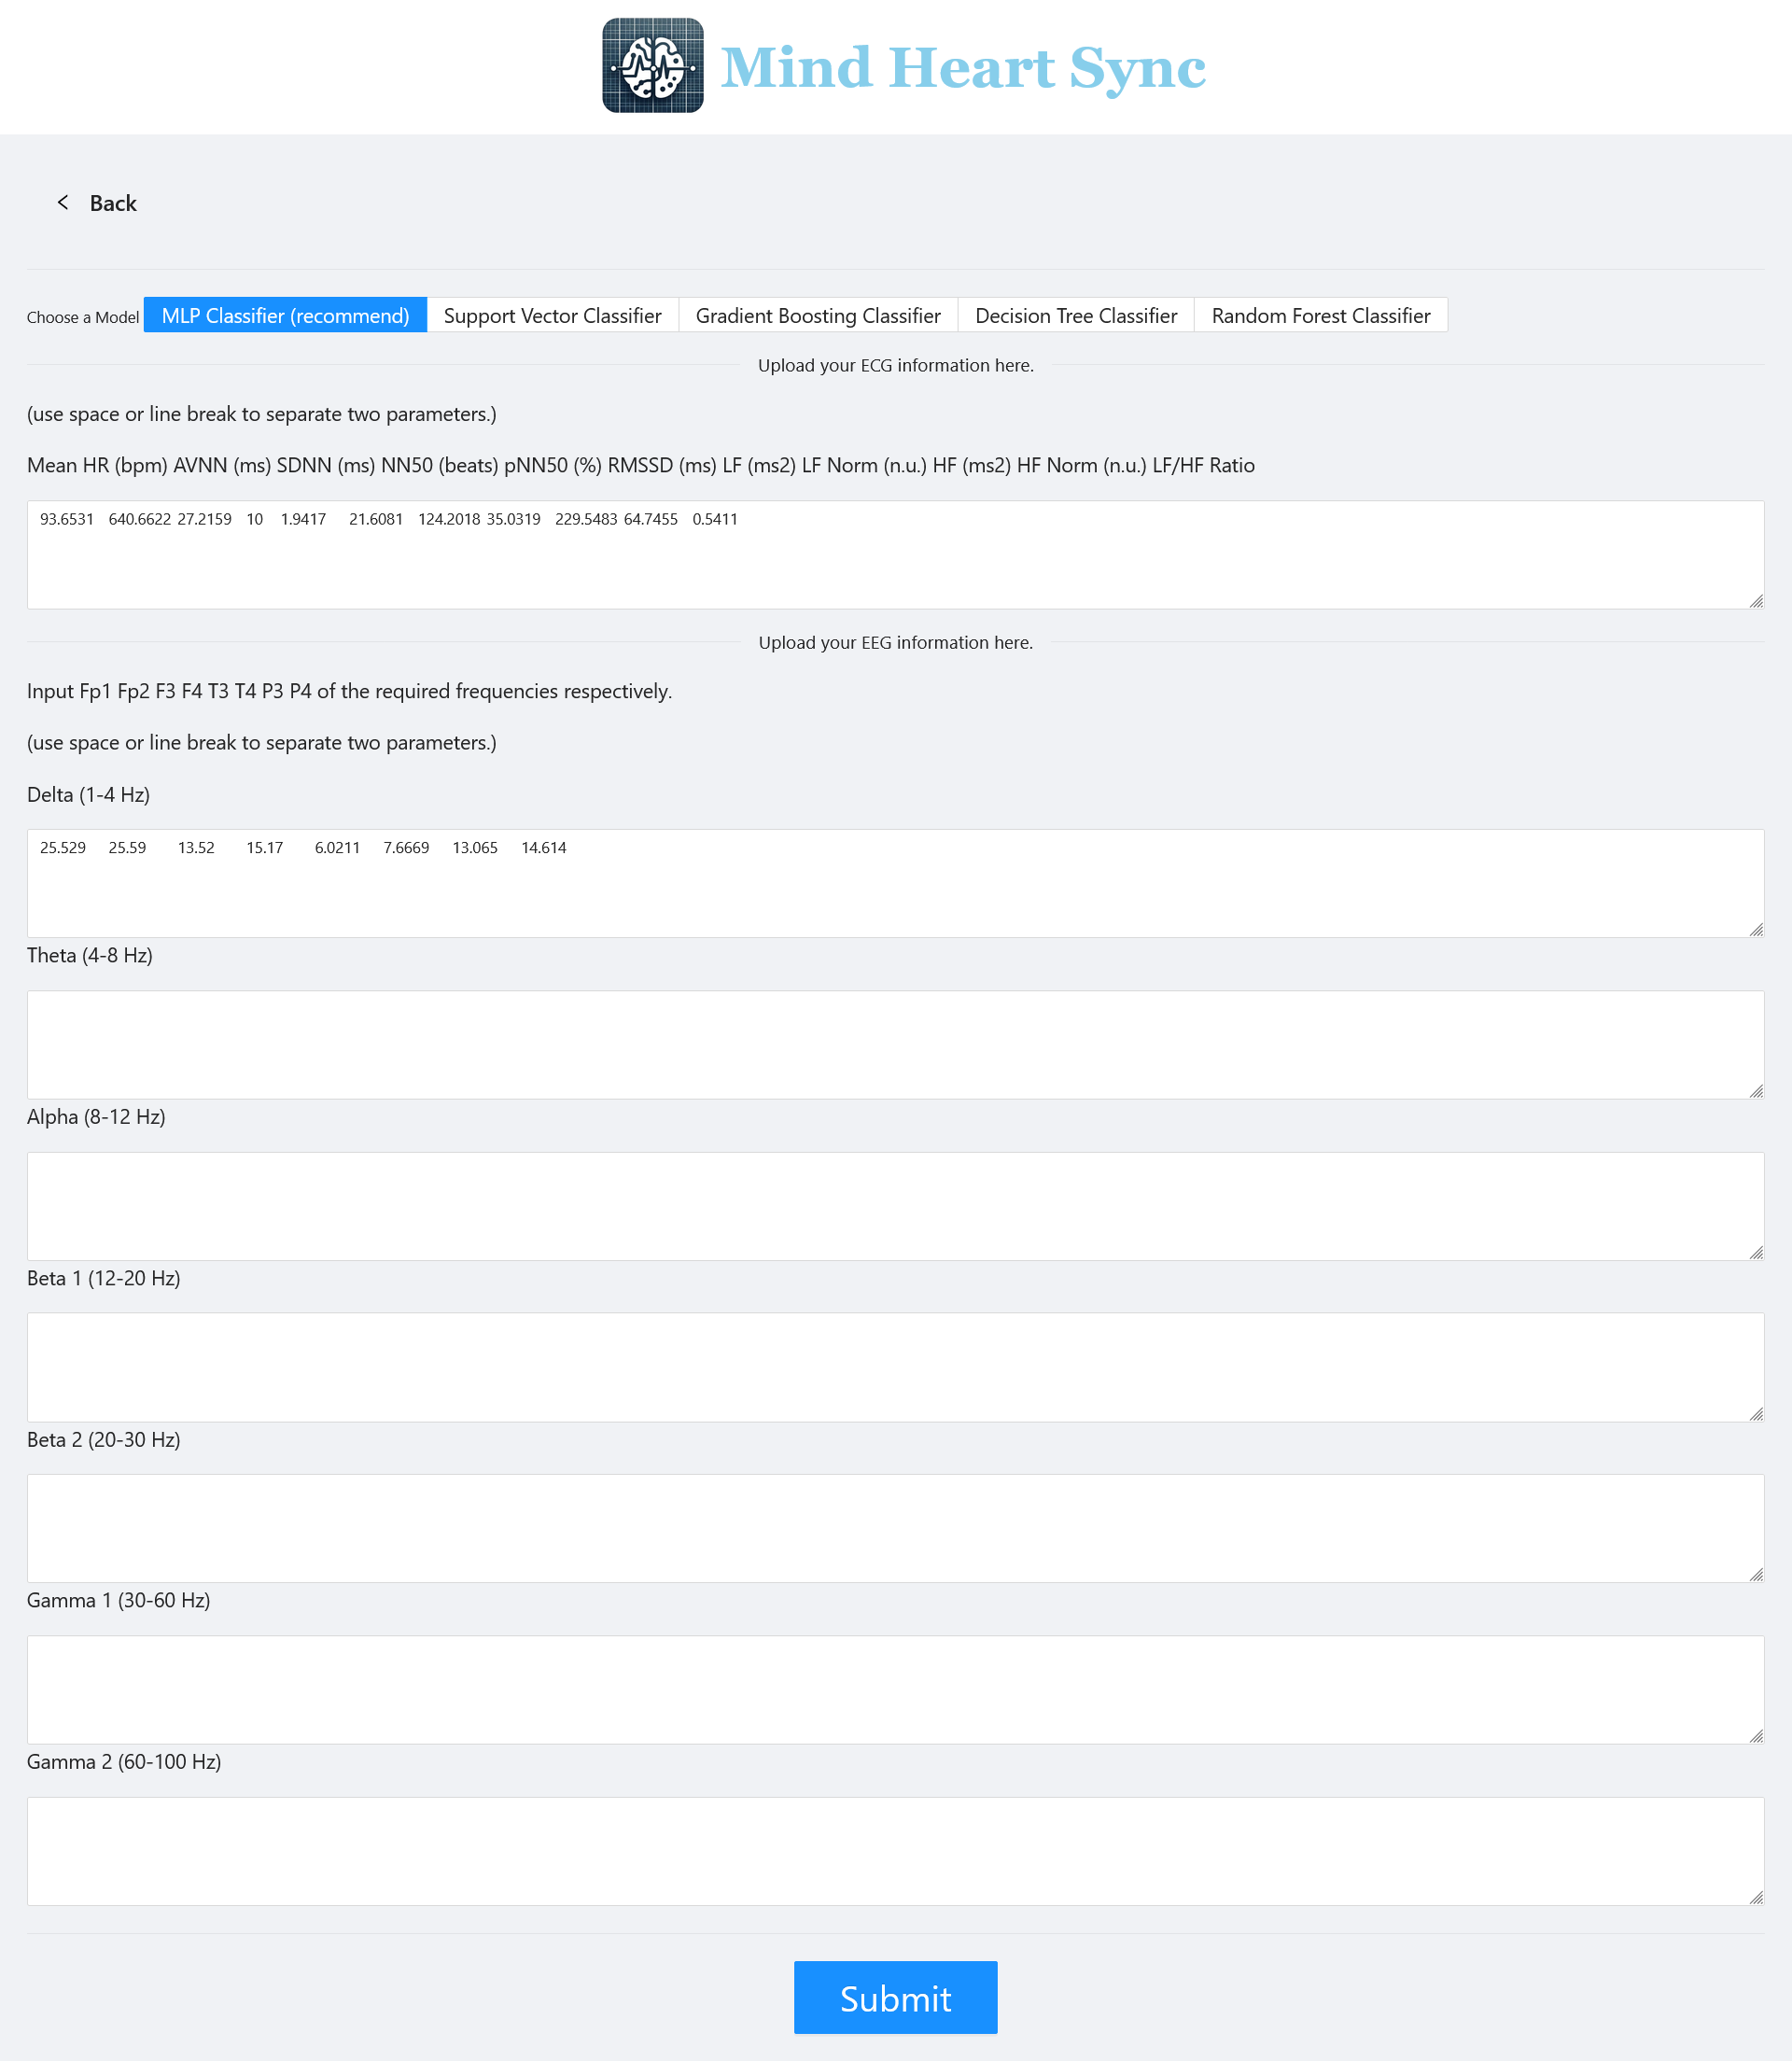 Mind Heart Sync
< Back
Choose a Model MLP Classifier (recommend) Support Vector Classifier Gradient Boosting Classifier Decision Tree Classifier Random Forest Classifier
Upload your ECG information here.
(use space or line break to separate two parameters.)
Mean HR (bpm) AVNN (ms) SDNN (ms) NN50 (beats) pNN50 (%) RMSSD (ms) LF (ms2) LF Norm (n.u.) HF (ms2) HF Norm (n.u.) LF/HF Ratio
93.6531 640.6622 27.2159 10 1.9417 21.6081 124.2018 35.0319 229.5483 64.7455 0.5411
Upload your EEG information here.
Input Fp1 Fp2 F3 F4 T3 T4 P3 P4 of the required frequencies respectively.
(use space or line break to separate two parameters.)
Delta (1-4 Hz)
25.529 25.59 13.52 15.17 6.0211 7.6669 13.065 14.614
Theta (4-8 Hz)
Alpha (8-12 Hz)
Beta 1 (12-20 Hz)
Beta 2 (20-30 Hz)
Gamma 1 (30-60 Hz)
Gamma 2 (60-100 Hz)
Submit